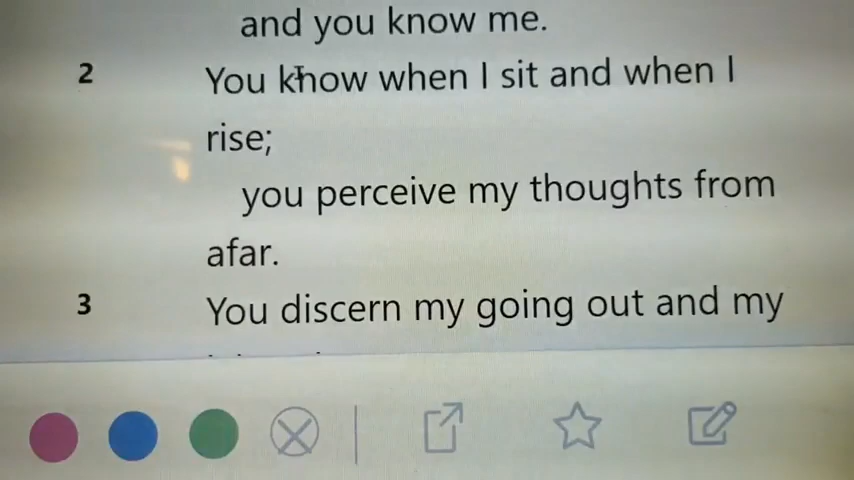 and you know me.
2 You know when I sit and when I
rise;
you perceive my thoughts from
afar.
3 You discern my going out and my